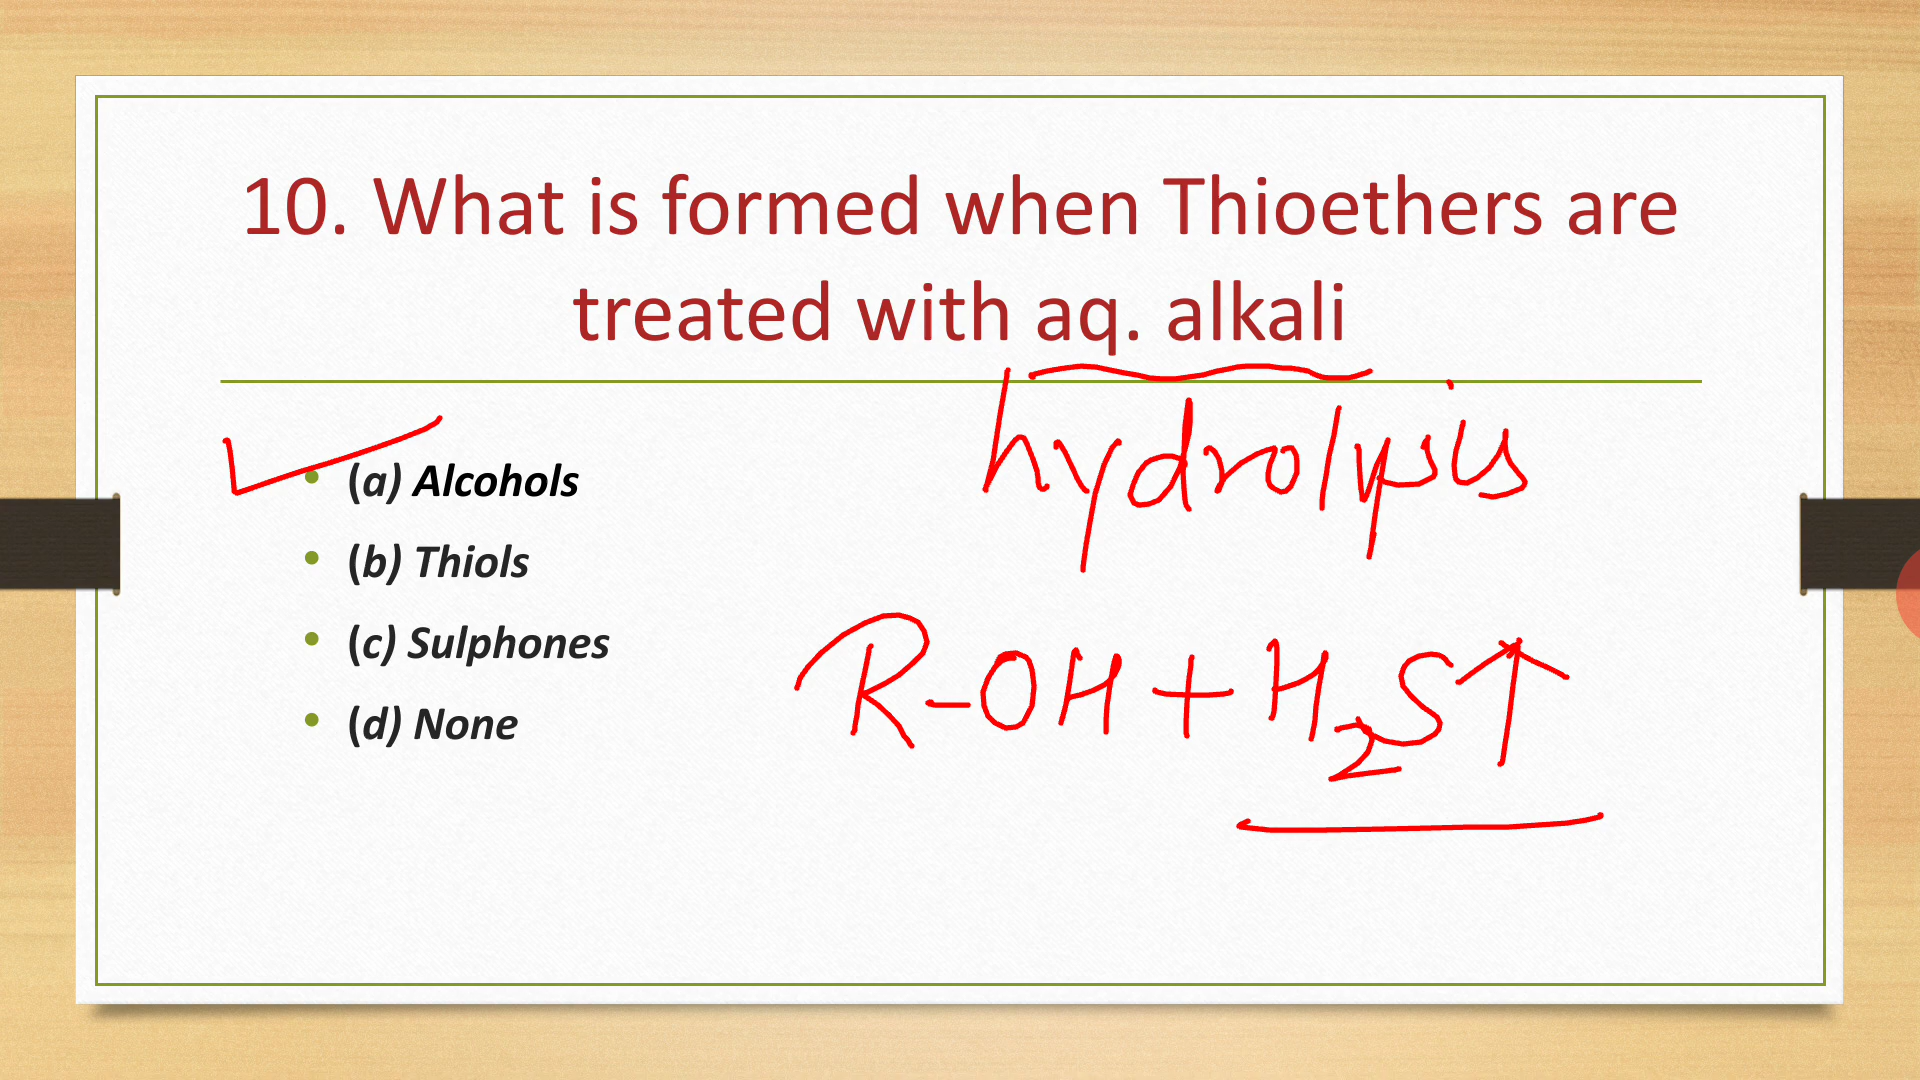 10. What is formed when Thioethers are
treated with aq. alkali
hydrolysis
• (a) Alcohols
• (b) Thiols
• (c) Sulphones
• (d) None
R-OH + H₂S↑